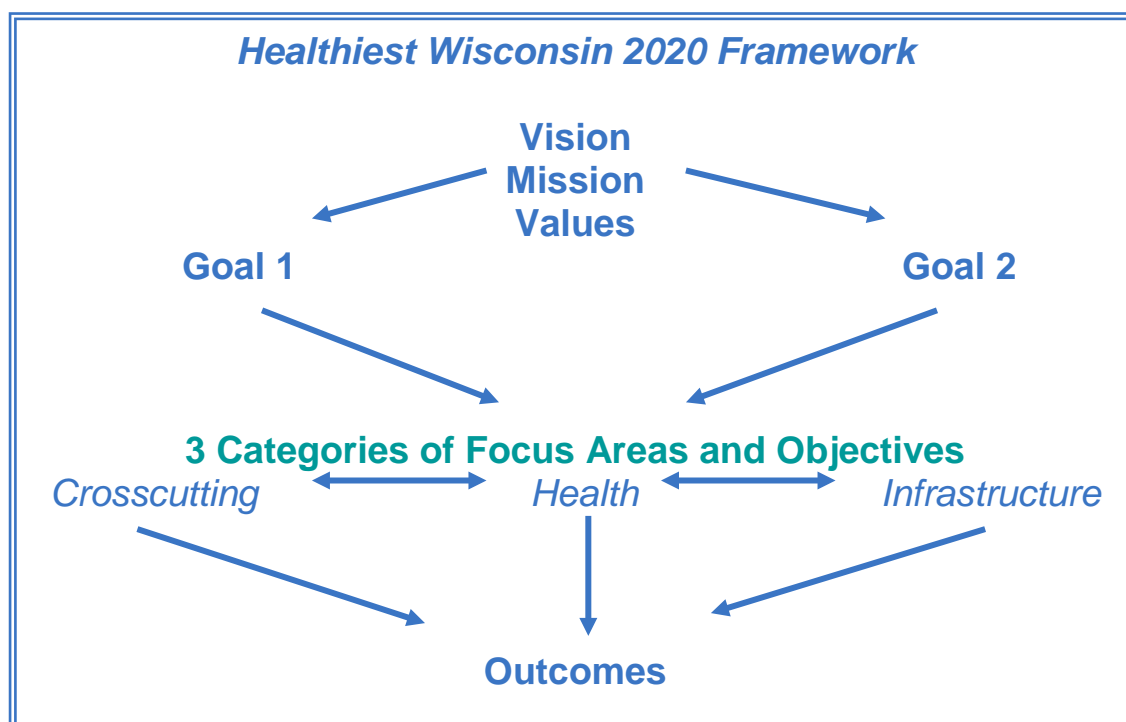 Healthiest Wisconsin 2020 Framework
Vision
Mission
Values
Goal 1
Goal 2
3 Categories of Focus Areas and Objectives
Crosscutting
Health
Infrastructure
Outcomes